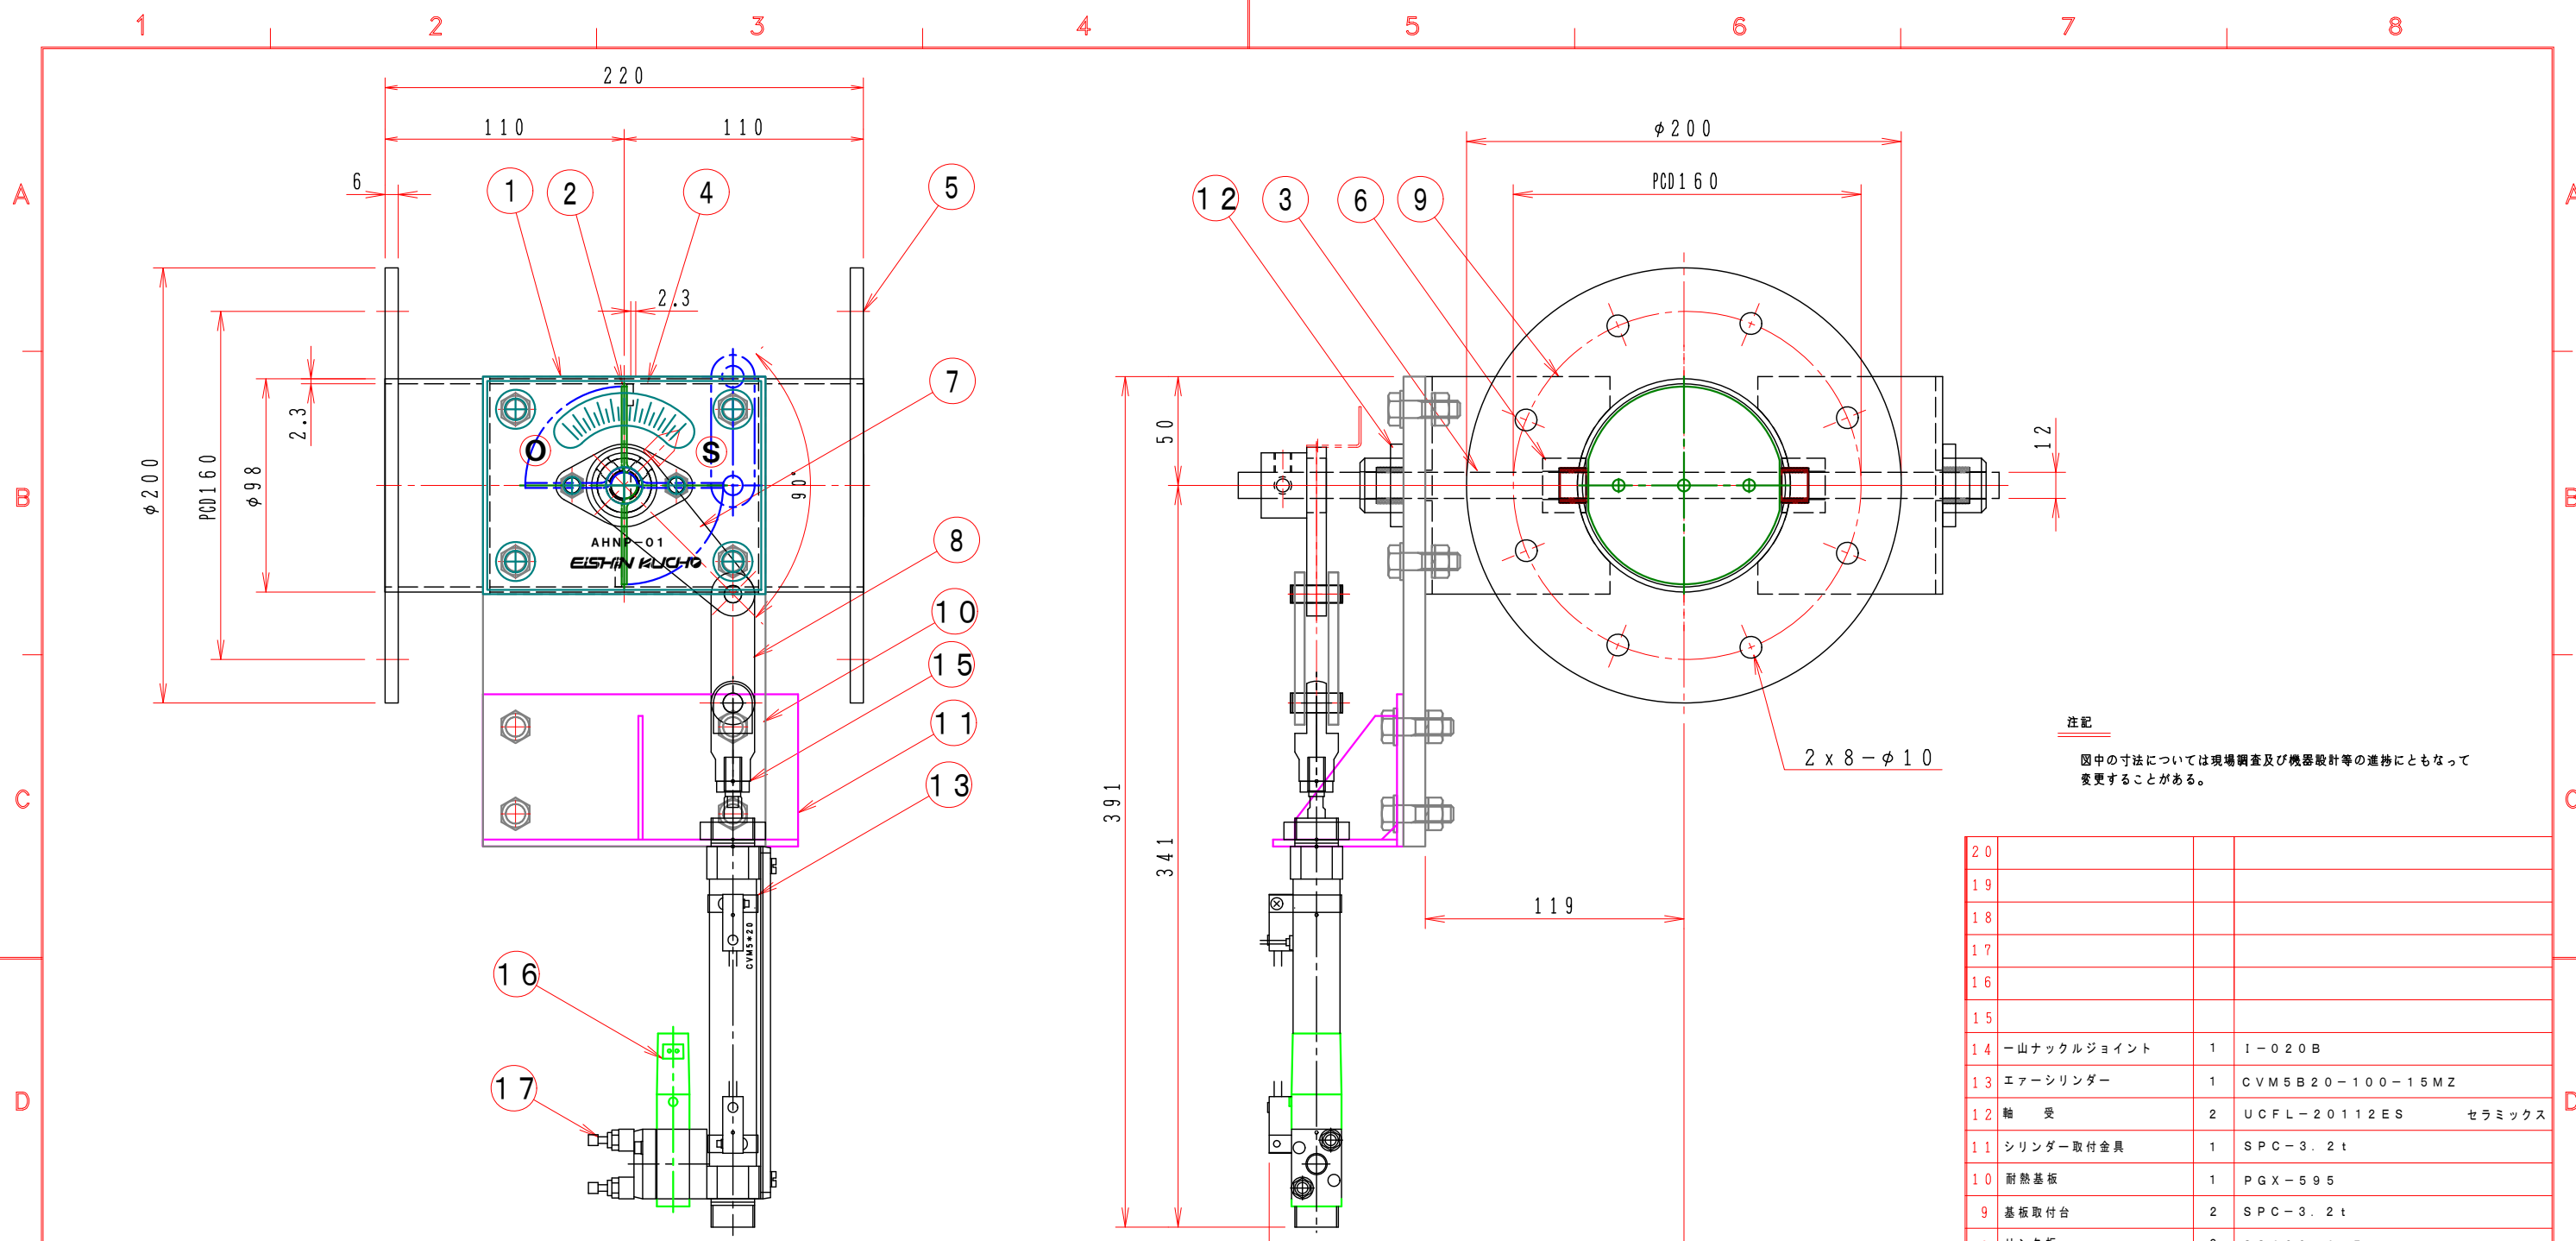 1 2 3 4 5 6 7 8
220
110 110
φ200
6
PCD160
1 2 4 5
12 3 6 9
A A
2.3
7
2.3
50
12
O S
90°
φ200
PCD160
φ98
B B
AHNP-01
EISHIN KUCHO
8
10
15
11
13
2x8-φ10
注記
図中の寸法については現場調査及び機器設計等の進捗にともなって
変更することがある。
C C
391
341
119
CVM5*20
16
17
D D
20
19
18
17
16
15
14 一山ナックルジョイント 1 I-020B
13 エアーシリンダー 1 CVM5B20-100-15MZ
12 軸 受 2 UCFL-20112ES セラミックス
11 シリンダー取付金具 1 SPC-3.2t
10 耐熱基板 1 PGX-595
9 基板取付台 2 SPC-3.2t